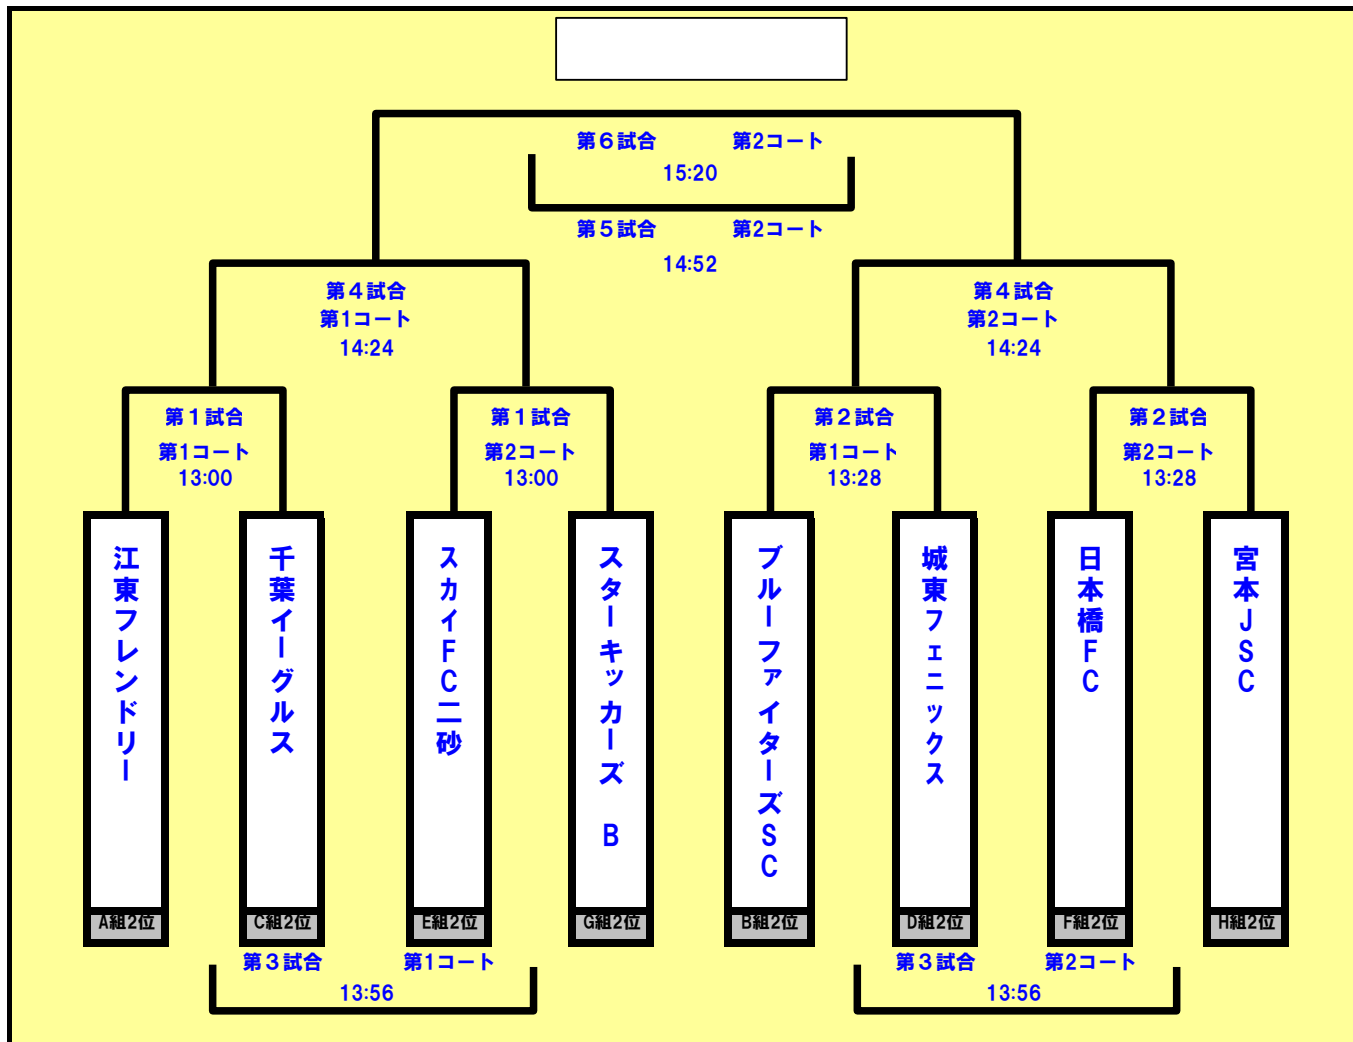 第６試合 第2コート
15:20
第５試合 第2コート
14:52
第４試合
第1コート
14:24
第４試合
第2コート
14:24
第１試合
第1コート
13:00
第１試合
第2コート
13:00
第２試合
第1コート
13:28
第２試合
第2コート
13:28
江東フレンドリー
千葉イーグルス
スカイFC二砂
スターキッカーズ B
ブルーファイターズSC
城東フェニックス
日本橋FC
宮本JSC
A組2位
C組2位
E組2位
G組2位
B組2位
D組2位
F組2位
H組2位
第３試合 第1コート
13:56
第３試合 第2コート
13:56